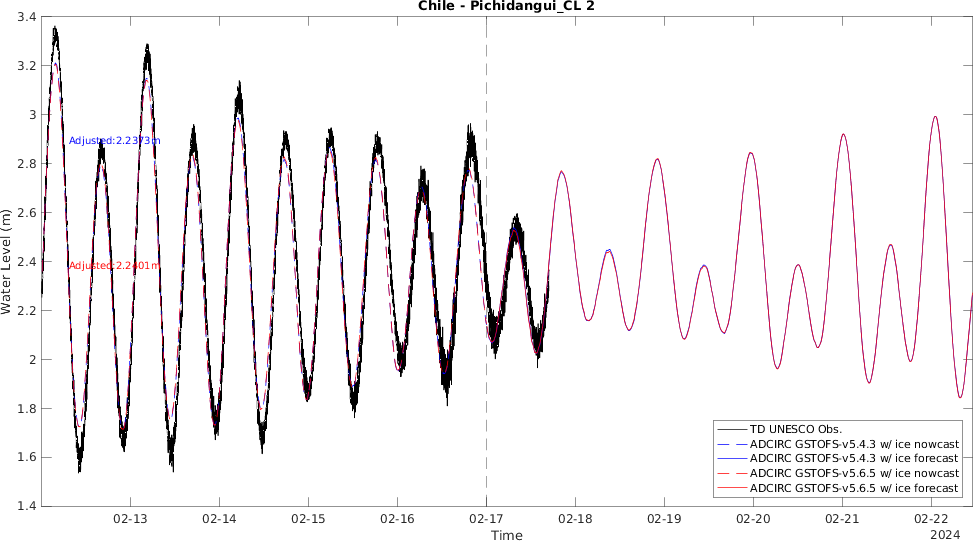 Chile - Pichidangui_CL 2
Water Level (m)
3.4
3.2
3
2.8
2.6
2.4
2.2
2
1.8
1.6
1.4
Adjusted:2.2373m
Adjusted:2.2401m
TD UNESCO Obs.
ADCIRC GSTOFS-v5.4.3 w/ ice nowcast
ADCIRC GSTOFS-v5.4.3 w/ ice forecast
ADCIRC GSTOFS-v5.6.5 w/ ice nowcast
ADCIRC GSTOFS-v5.6.5 w/ ice forecast
02-13 02-14 02-15 02-16 02-17 02-18 02-19 02-20 02-21 02-22
Time
2024